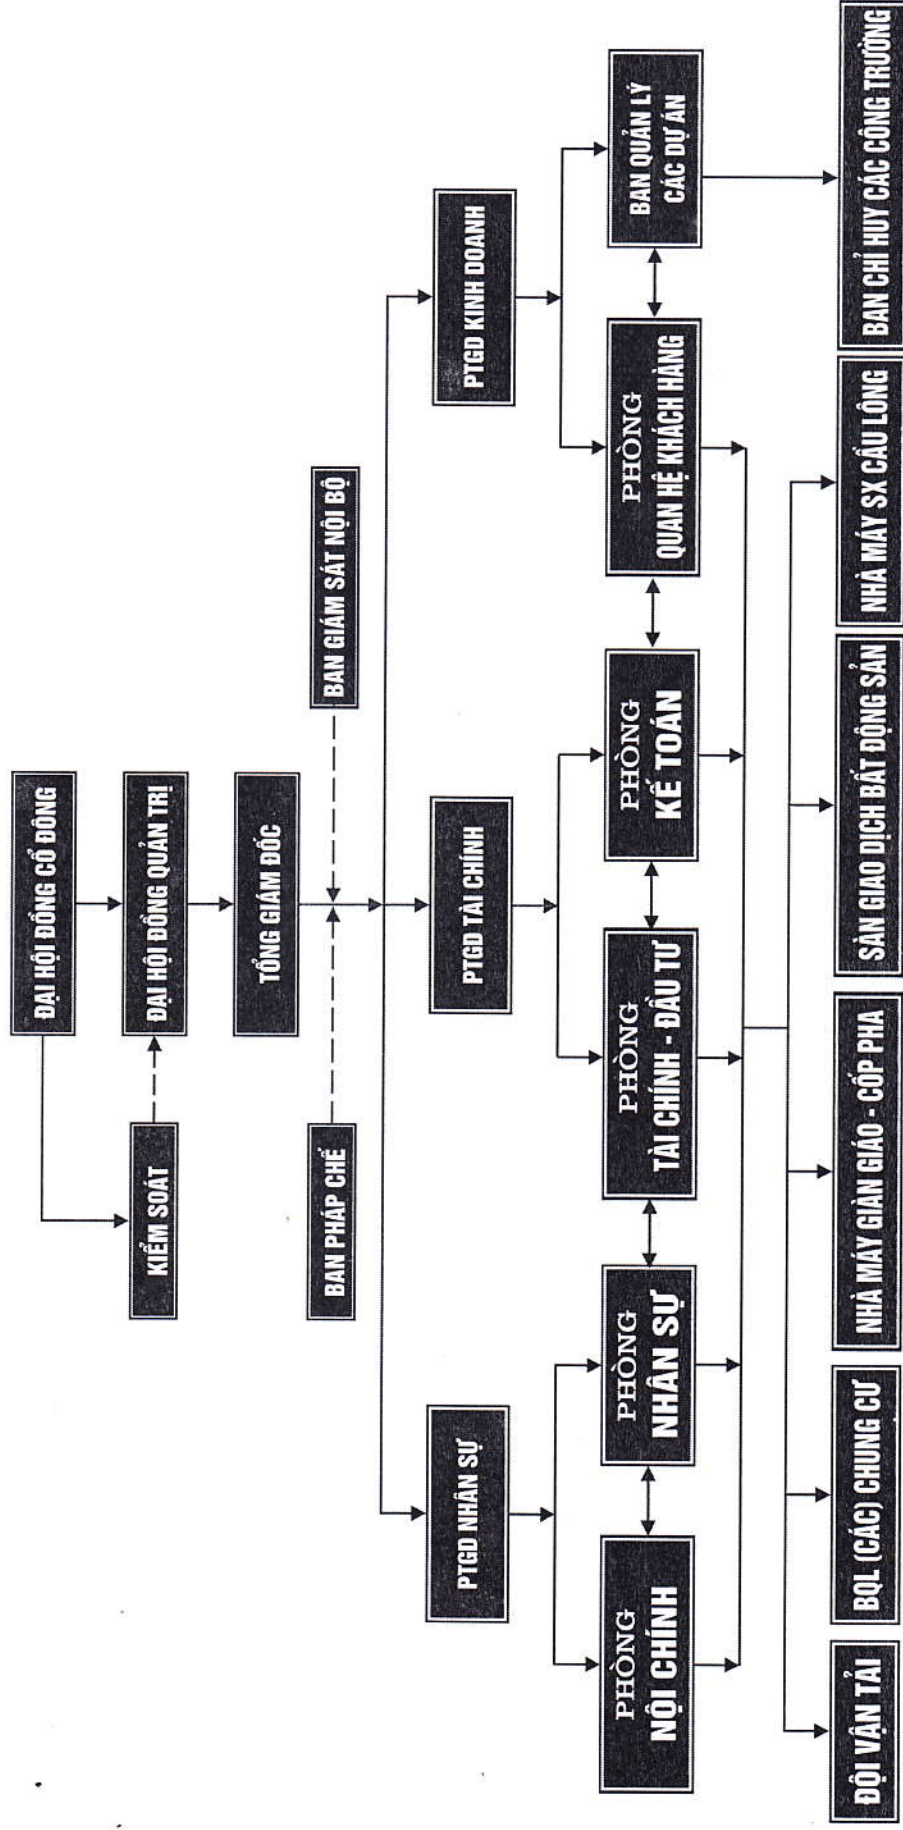 ĐẠI HỘI ĐỒNG CỔ ĐÔNG
KIỂM SOÁT
ĐẠI HỘI ĐỒNG QUẢN TRỊ
TỔNG GIÁM ĐỐC
BAN PHÁP CHẾ
BAN GIÁM SÁT NỘI BỘ
PTGD NHÂN SỰ
PTGD TÀI CHÍNH
PTGD KINH DOANH
PHÒNG
NỘI CHÍNH
PHÒNG
NHÂN SỰ
PHÒNG
TÀI CHÍNH - ĐẦU TƯ
PHÒNG
KẾ TOÁN
PHÒNG
QUAN HỆ KHÁCH HÀNG
BAN QUẢN LÝ
CÁC DỰ ÁN
ĐỘI VẬN TẢI
BQL (CÁC) CHUNG CƯ
NHÀ MÁY GIÀN GIÁO - CỐP PHA
SÀN GIAO DỊCH BẤT ĐỘNG SẢN
NHÀ MÁY SX CẦU LÔNG
BAN CHỈ HUY CÁC CÔNG TRƯỜNG